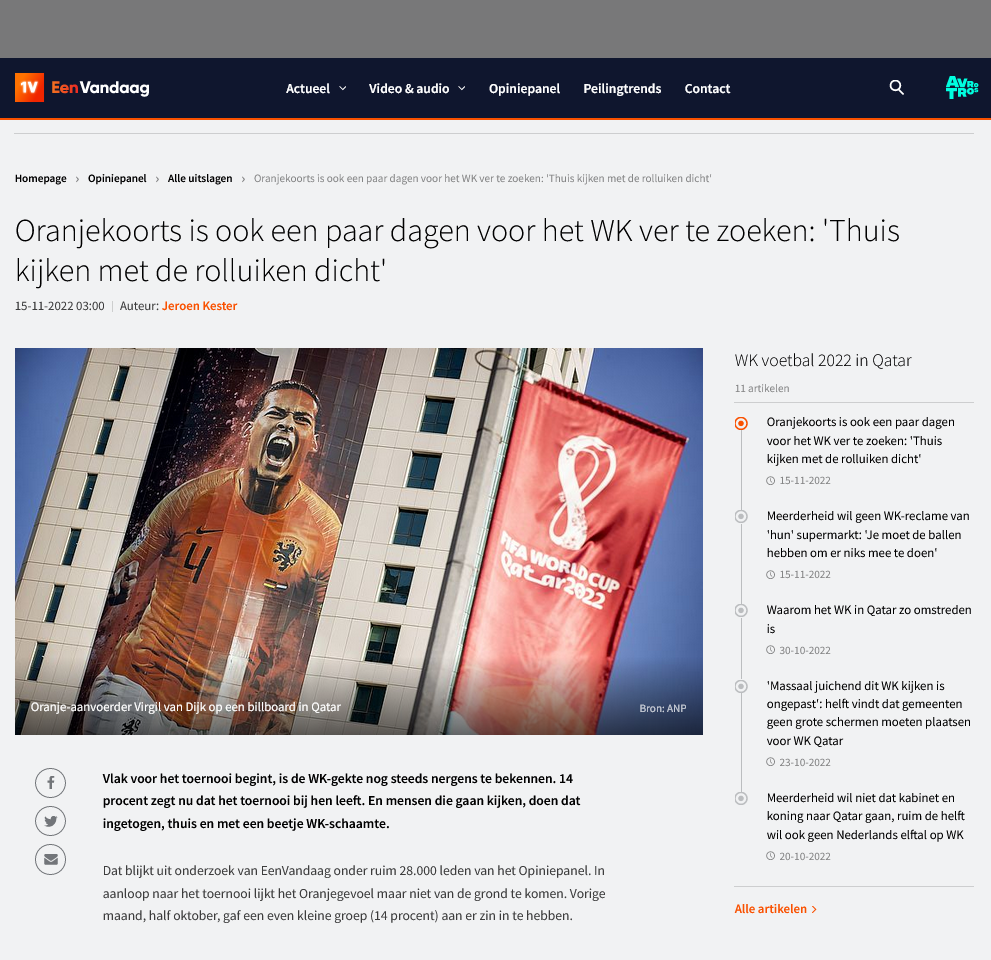 1V EenVandaag
Actueel
Video & audio
Opiniepanel
Peilingtrends
Contact
AVROTROS
Homepage › Opiniepanel › Alle uitslagen › Oranjekoorts is ook een paar dagen voor het WK ver te zoeken: 'Thuis kijken met de rolluiken dicht'
Oranjekoorts is ook een paar dagen voor het WK ver te zoeken: 'Thuis
kijken met de rolluiken dicht'
15-11-2022 03:00 | Auteur: Jeroen Kester
4
FIFA WORLD CUP
Qatar2022
Oranje-aanvoerder Virgil van Dijk op een billboard in Qatar
Bron: ANP
Vlak voor het toernooi begint, is de WK-gekte nog steeds nergens te bekennen. 14
procent zegt nu dat het toernooi bij hen leeft. En mensen die gaan kijken, doen dat
ingetogen, thuis en met een beetje WK-schaamte.
Dat blijkt uit onderzoek van EenVandaag onder ruim 28.000 leden van het Opiniepanel. In
aanloop naar het toernooi lijkt het Oranjegevoel maar niet van de grond te komen. Vorige
maand, half oktober, gaf een even kleine groep (14 procent) aan er zin in te hebben.
WK voetbal 2022 in Qatar
11 artikelen
Oranjekoorts is ook een paar dagen
voor het WK ver te zoeken: 'Thuis
kijken met de rolluiken dicht'
15-11-2022
Meerderheid wil geen WK-reclame van
'hun' supermarkt: 'Je moet de ballen
hebben om er niks mee te doen'
15-11-2022
Waarom het WK in Qatar zo omstreden
is
30-10-2022
'Massaal juichend dit WK kijken is
ongepast': helft vindt dat gemeenten
geen grote schermen moeten plaatsen
voor WK Qatar
23-10-2022
Meerderheid wil niet dat kabinet en
koning naar Qatar gaan, ruim de helft
wil ook geen Nederlands elftal op WK
20-10-2022
Alle artikelen ›